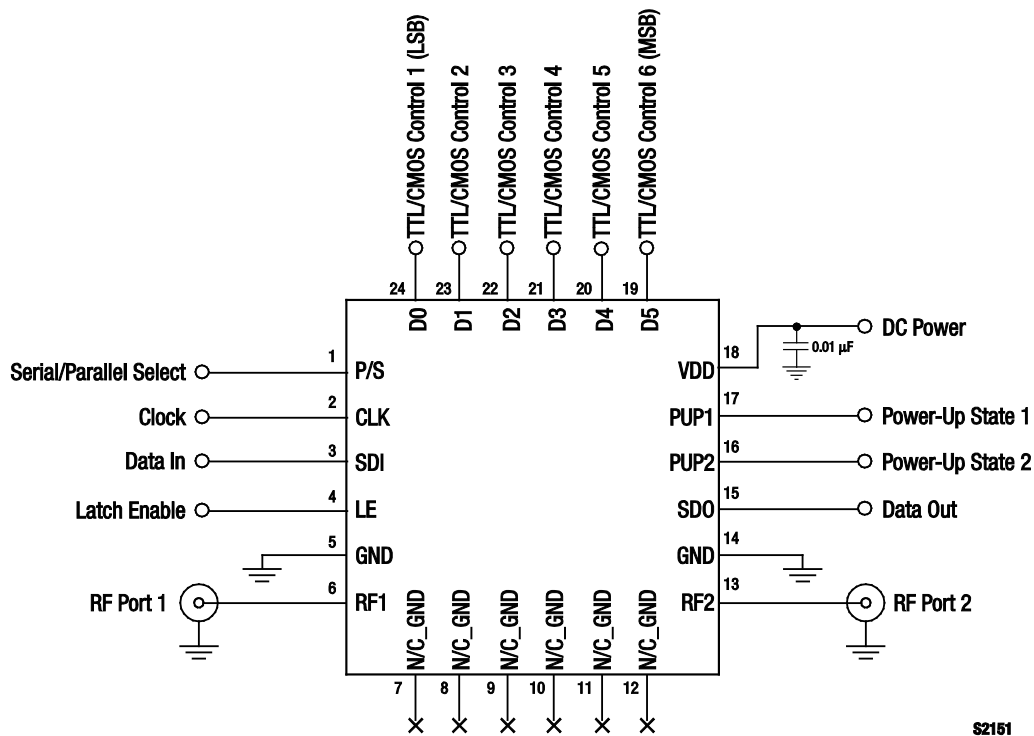 TTL/CMOS Control 1 (LSB)
TTL/CMOS Control 2
TTL/CMOS Control 3
TTL/CMOS Control 4
TTL/CMOS Control 5
TTL/CMOS Control 6 (MSB)
24
23
22
21
20
19
D0
D1
D2
D3
D4
D5
Serial/Parallel Select
1
P/S
Clock
2
CLK
Data In
3
SDI
Latch Enable
4
LE
5
GND
RF Port 1
6
RF1
VDD
18
0.01 µF
DC Power
PUP1
17
Power-Up State 1
PUP2
16
Power-Up State 2
SDO
15
Data Out
GND
14
RF2
13
RF Port 2
N/C_GND
N/C_GND
N/C_GND
N/C_GND
N/C_GND
N/C_GND
7
8
9
10
11
12
S2151